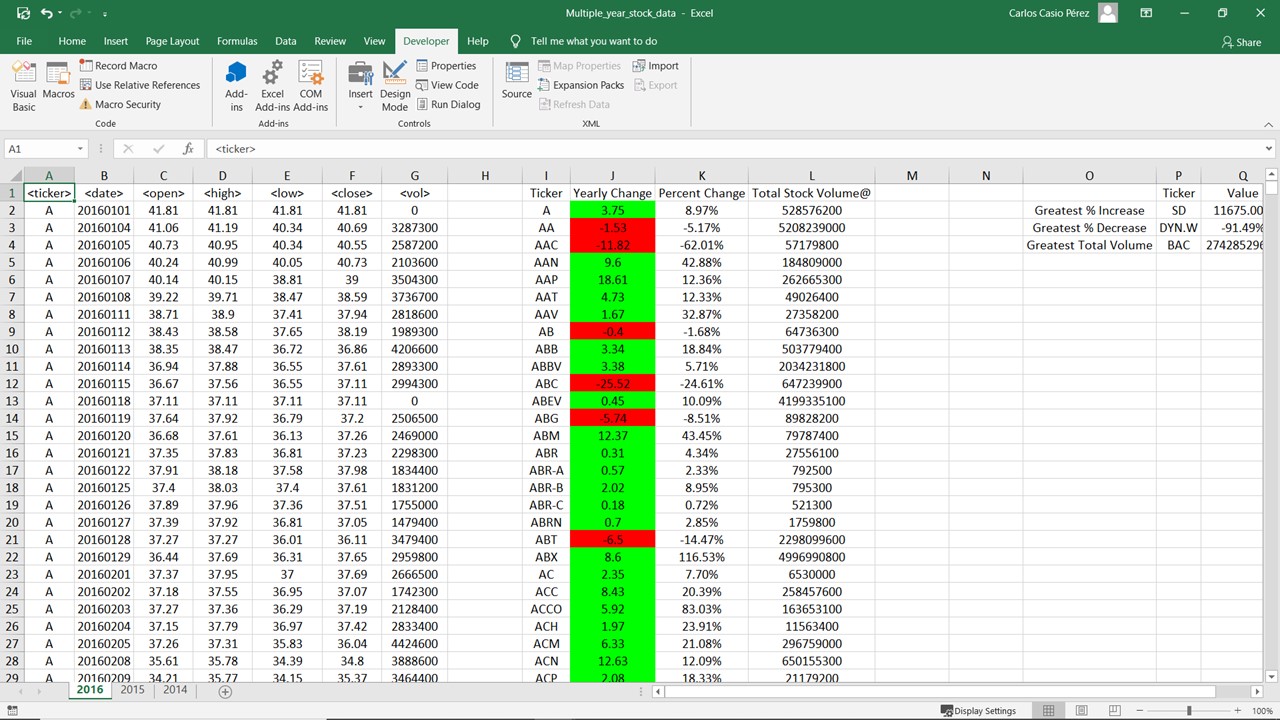 Multiple_year_stock_data - Excel
Carlos Casio Pérez
File Home Insert Page Layout Formulas Data Review View Developer Help Tell me what you want to do Share
Visual Basic
Macros
Record Macro
Use Relative References
Macro Security
Code
Add-ins
Excel Add-ins
COM Add-ins
Add-ins
Insert
Design Mode
Properties
View Code
Run Dialog
Controls
Source
Map Properties
Expansion Packs
Refresh Data
Import
Export
XML
A1 fx <ticker>
A B C D E F G H I J K L M N O P Q
1 <ticker> <date> <open> <high> <low> <close> <vol> Ticker Yearly Change Percent Change Total Stock Volume@ Ticker Value
2 A 20160101 41.81 41.81 41.81 41.81 0 A 3.75 8.97% 528576200 Greatest % Increase SD 11675.00
3 A 20160104 41.06 41.19 40.34 40.69 3287300 AA -1.53 -5.17% 5208239000 Greatest % Decrease DYN.W -91.49%
4 A 20160105 40.73 40.95 40.34 40.55 2587200 AAC -11.82 -62.01% 57179800 Greatest Total Volume BAC 274285290
5 A 20160106 40.24 40.99 40.05 40.73 2103600 AAN 9.6 42.88% 184809000
6 A 20160107 40.14 40.15 38.81 39 3504300 AAP 18.61 12.36% 262665300
7 A 20160108 39.22 39.71 38.47 38.59 3736700 AAT 4.73 12.33% 49026400
8 A 20160111 38.71 38.9 37.41 37.94 2818600 AAV 1.67 32.87% 27358200
9 A 20160112 38.43 38.58 37.65 38.19 1989300 AB -0.4 -1.68% 64736300
10 A 20160113 38.35 38.47 36.72 36.86 4206600 ABB 3.34 18.84% 503779400
11 A 20160114 36.94 37.88 36.55 37.61 2893300 ABBV 3.38 5.71% 2034231800
12 A 20160115 36.67 37.56 36.55 37.11 2994300 ABC -25.52 -24.61% 647239900
13 A 20160118 37.11 37.11 37.11 37.11 0 ABEV 0.45 10.09% 4199335100
14 A 20160119 37.64 37.92 36.79 37.2 2506500 ABG -5.74 -8.51% 89828200
15 A 20160120 36.68 37.61 36.13 37.26 2469000 ABM 12.37 43.45% 79787400
16 A 20160121 37.35 37.83 36.81 37.23 2298300 ABR 0.31 4.34% 27556100
17 A 20160122 37.91 38.18 37.58 37.98 1834400 ABR-A 0.57 2.33% 792500
18 A 20160125 37.4 38.03 37.4 37.61 1831200 ABR-B 2.02 8.95% 795300
19 A 20160126 37.89 37.96 37.36 37.51 1755000 ABR-C 0.18 0.72% 521300
20 A 20160127 37.39 37.92 36.81 37.05 1479400 ABRN 0.7 2.85% 1759800
21 A 20160128 37.27 37.27 36.01 36.11 3479400 ABT -6.5 -14.47% 2298099600
22 A 20160129 36.44 37.69 36.31 37.65 2959800 ABX 8.6 116.53% 4996990800
23 A 20160201 37.37 37.95 37 37.69 2666500 AC 2.35 7.70% 6530000
24 A 20160202 37.18 37.55 36.95 37.07 1742300 ACC 8.43 20.39% 258457600
25 A 20160203 37.27 37.36 36.29 37.19 2128400 ACCO 5.92 83.03% 163653100
26 A 20160204 37.15 37.79 36.97 37.42 2833400 ACH 1.97 23.91% 11563400
27 A 20160205 37.26 37.31 35.83 36.04 4424600 ACM 6.33 21.08% 296759000
28 A 20160208 35.61 35.78 34.39 34.8 3888600 ACN 12.63 12.09% 650155300
29 A 20160209 34.21 35.77 34.15 35.37 3464400 ACP 2.08 18.33% 21179200
2016 2015 2014
Display Settings 100%